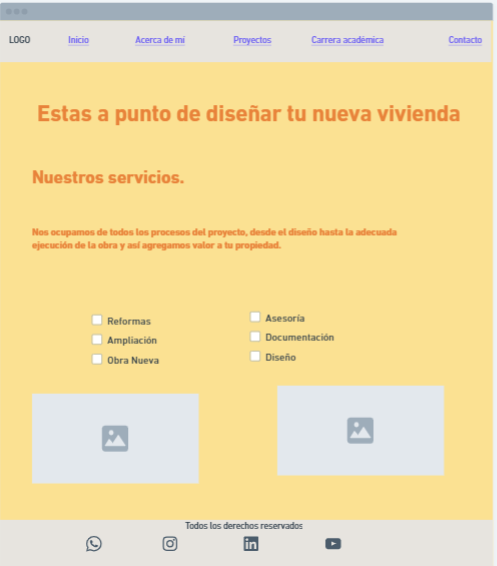 LOGO
Inicio
Acerca de mi
Proyectos
Carrera académica
Contacto
Estas a punto de diseñar tu nueva vivienda
Nuestros servicios.
Nos ocupamos de todos los procesos del proyecto, desde el diseño hasta la adecuada
ejecución de la obra y así agregamos valor a tu propiedad.
Reformas
Ampliación
Obra Nueva
Asesoría
Documentación
Diseño
Todos los derechos reservados
in